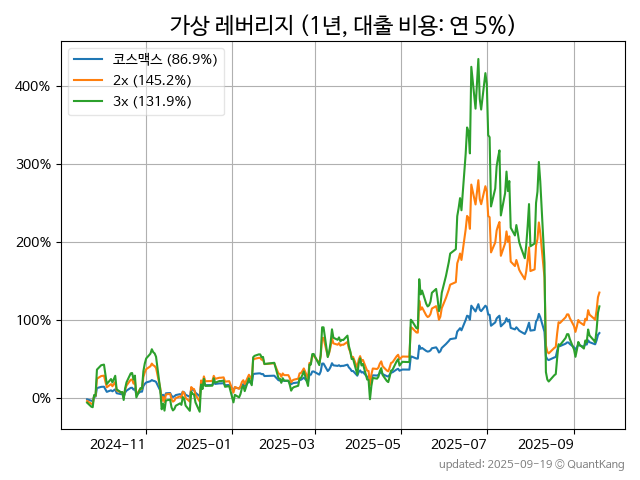 가상 레버리지 (1년, 대출 비용: 연 5%)
코스맥스 (86.9%)
2x (145.2%)
3x (131.9%)
400%
300%
200%
100%
0%
2024-11 2025-01 2025-03 2025-05 2025-07 2025-09
updated: 2025-09-19 © QuantKang